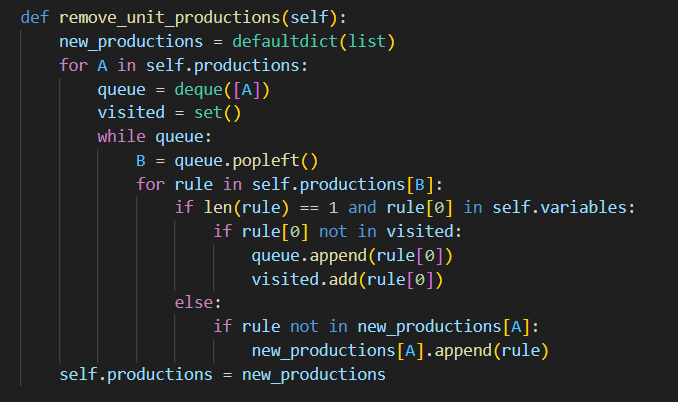 def remove_unit_productions(self):
    new_productions = defaultdict(list)
    for A in self.productions:
        queue = deque([A])
        visited = set()
        while queue:
            B = queue.popleft()
            for rule in self.productions[B]:
                if len(rule) == 1 and rule[0] in self.variables:
                    if rule[0] not in visited:
                        queue.append(rule[0])
                        visited.add(rule[0])
                else:
                    if rule not in new_productions[A]:
                        new_productions[A].append(rule)
    self.productions = new_productions